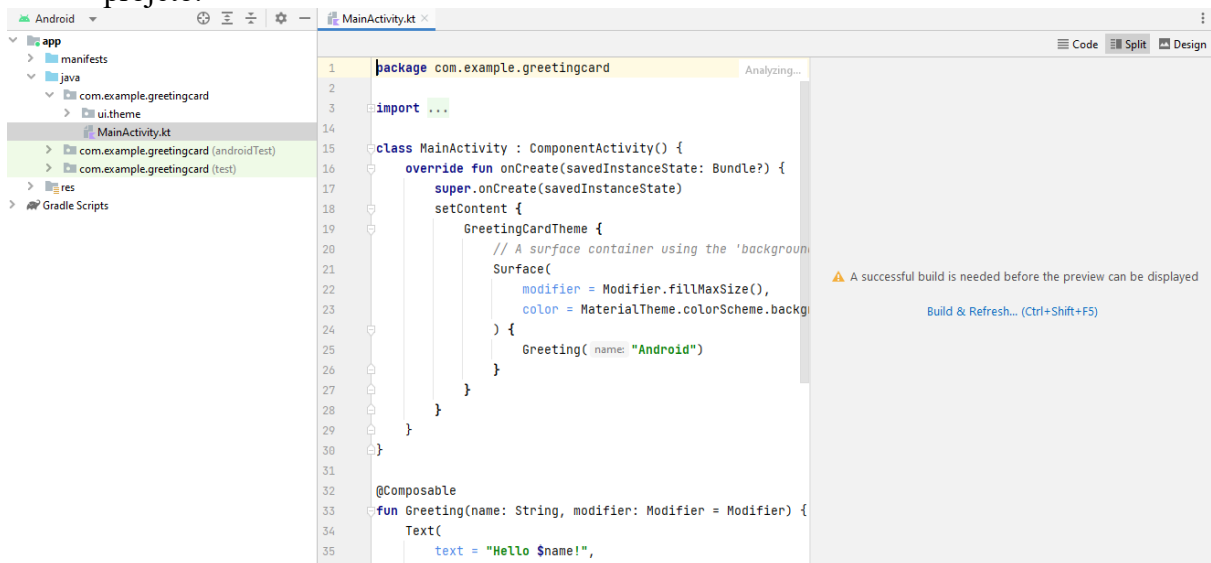 projeto.
Android
MainActivity.kt
app
manifests
java
com.example.greetingcard
ui.theme
MainActivity.kt
com.example.greetingcard (androidTest)
com.example.greetingcard (test)
res
Gradle Scripts
Code Split Design
Analyzing...
1 package com.example.greetingcard
2
3 import ...
14
15 class MainActivity : ComponentActivity() {
16 override fun onCreate(savedInstanceState: Bundle?) {
17 super.onCreate(savedInstanceState)
18 setContent {
19 GreetingCardTheme {
20 // A surface container using the 'background
21 Surface(
22 modifier = Modifier.fillMaxSize(),
23 color = MaterialTheme.colorScheme.backg
24 ) {
25 Greeting( name: "Android")
26 }
27 }
28 }
29 }
30 }
31
32 @Composable
33 fun Greeting(name: String, modifier: Modifier = Modifier) {
34 Text(
35 text = "Hello $name!",
A successful build is needed before the preview can be displayed
Build & Refresh... (Ctrl+Shift+F5)